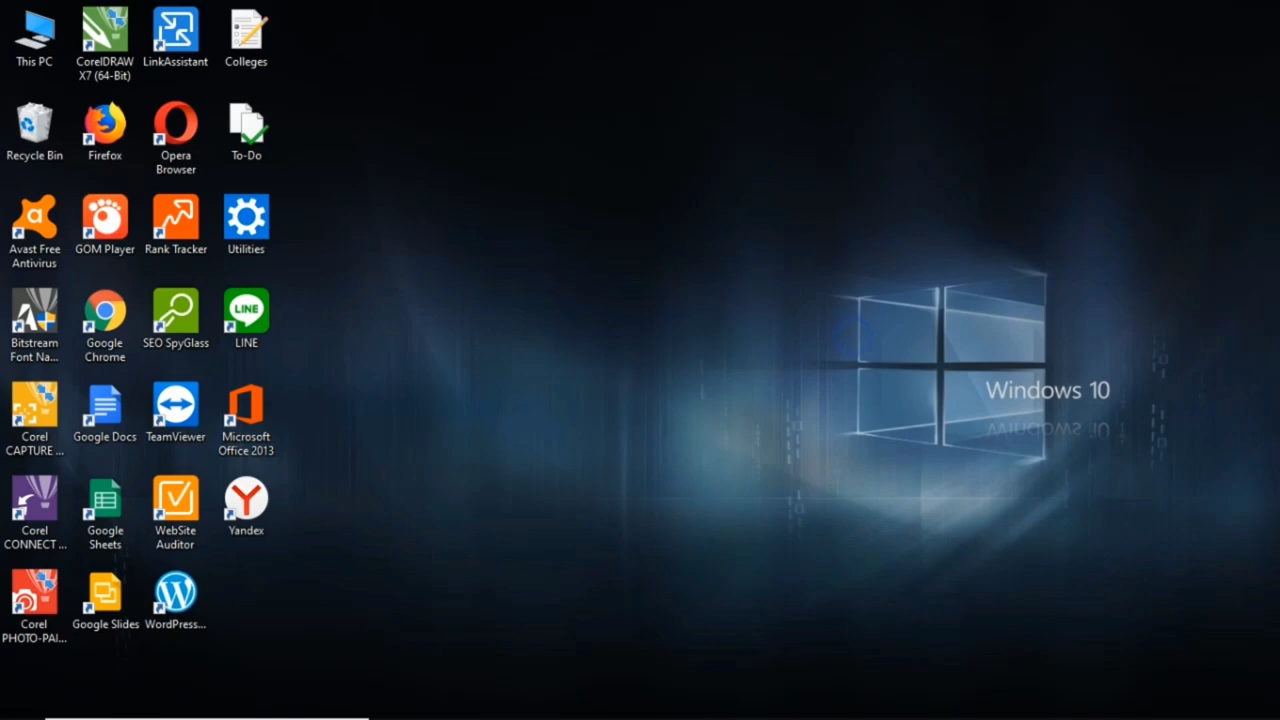 This PC
CorelDRAW
X7 (64-Bit)
LinkAssistant
Colleges
Recycle Bin
Firefox
Opera
Browser
To-Do
Avast Free
Antivirus
GOM Player
Rank Tracker
Utilities
Bitstream
Font Na...
Google
Chrome
SEO SpyGlass
LINE
LINE
Corel
CAPTURE ...
Google Docs
TeamViewer
Microsoft
Office 2013
Corel
CONNECT ...
Google
Sheets
WebSite
Auditor
Yandex
Corel
PHOTO-PAI...
Google Slides
WordPress...
Windows 10